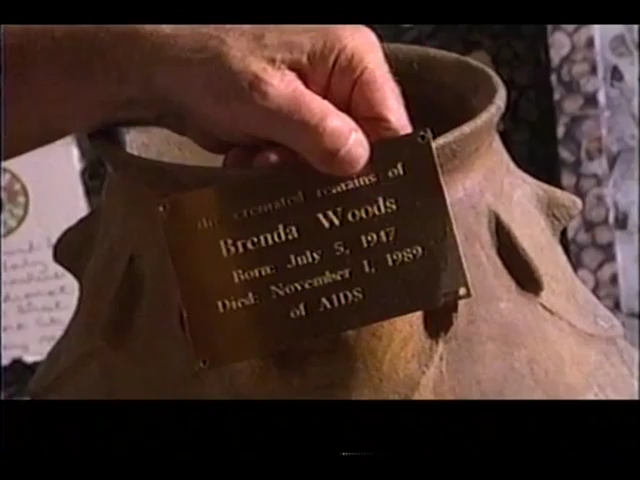 the cremated remains of
Brenda Woods
Born: July 5, 1947
Died: November 1, 1989
of AIDS